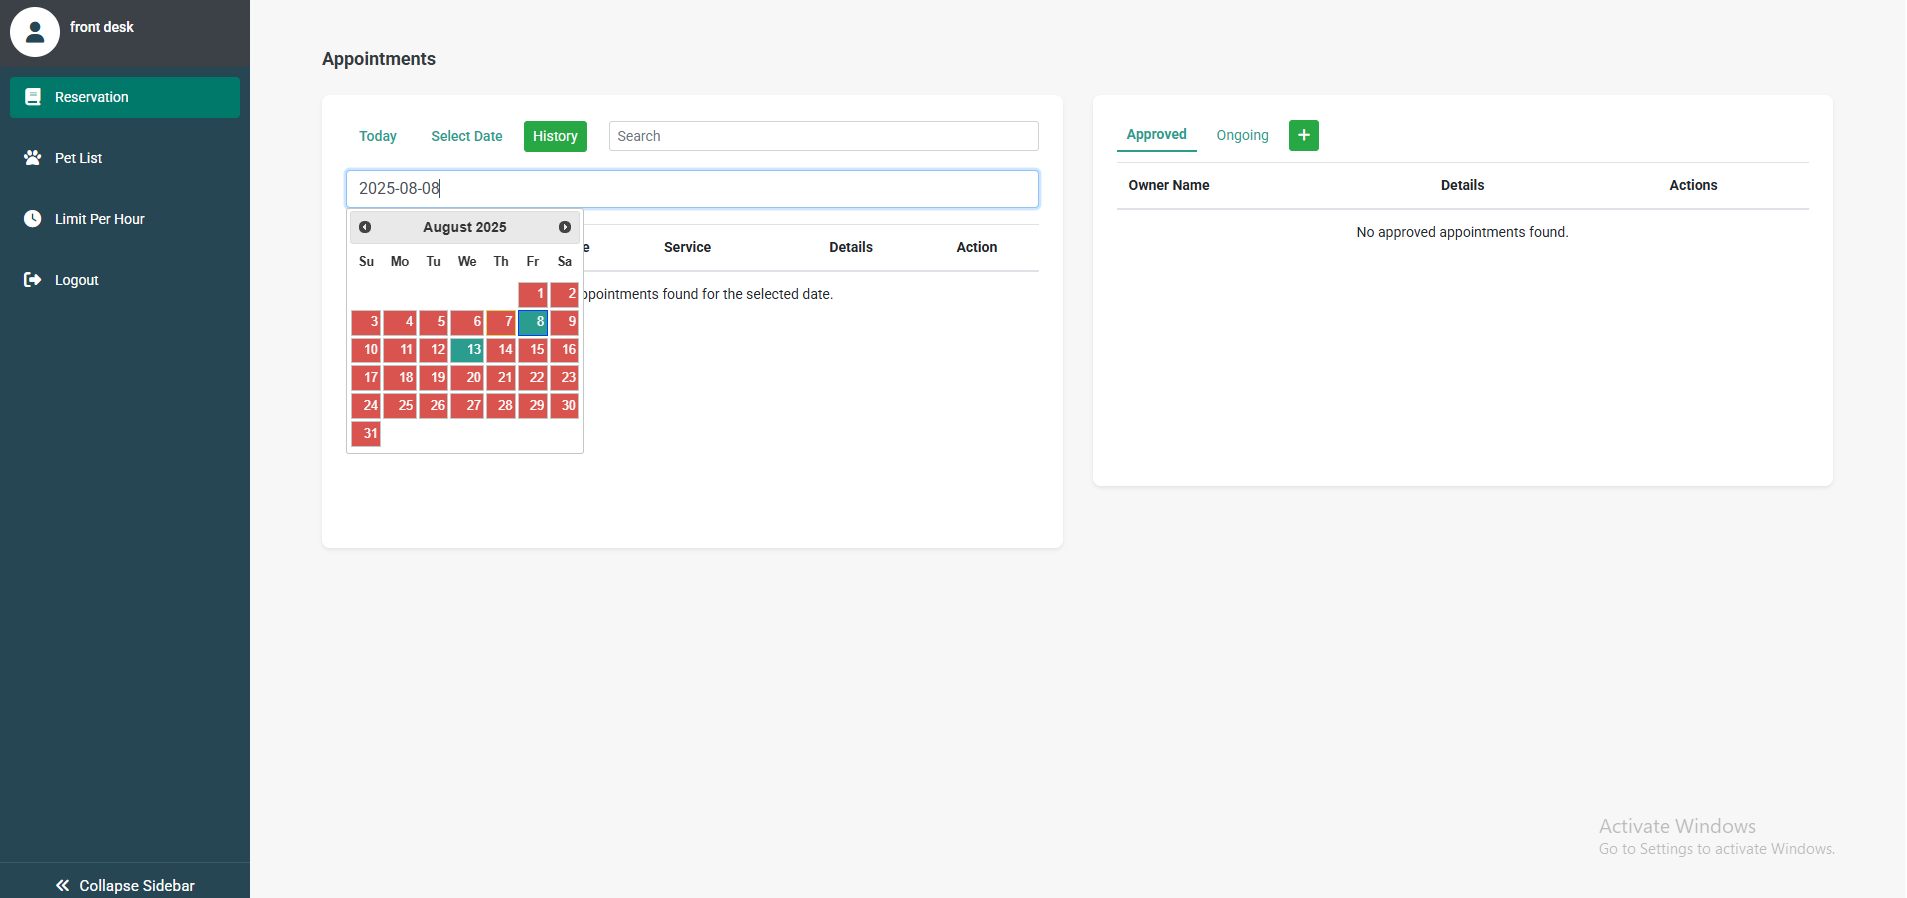 front desk
Reservation
Pet List
Limit Per Hour
Logout
Collapse Sidebar
Appointments
Today Select Date History Search
2025-08-08
August 2025
Su Mo Tu We Th Fr Sa
1 2
3 4 5 6 7 8 9
10 11 12 13 14 15 16
17 18 19 20 21 22 23
24 25 26 27 28 29 30
31
e Service Details Action
ppointments found for the selected date.
Approved Ongoing +
Owner Name Details Actions
No approved appointments found.
Activate Windows
Go to Settings to activate Windows.